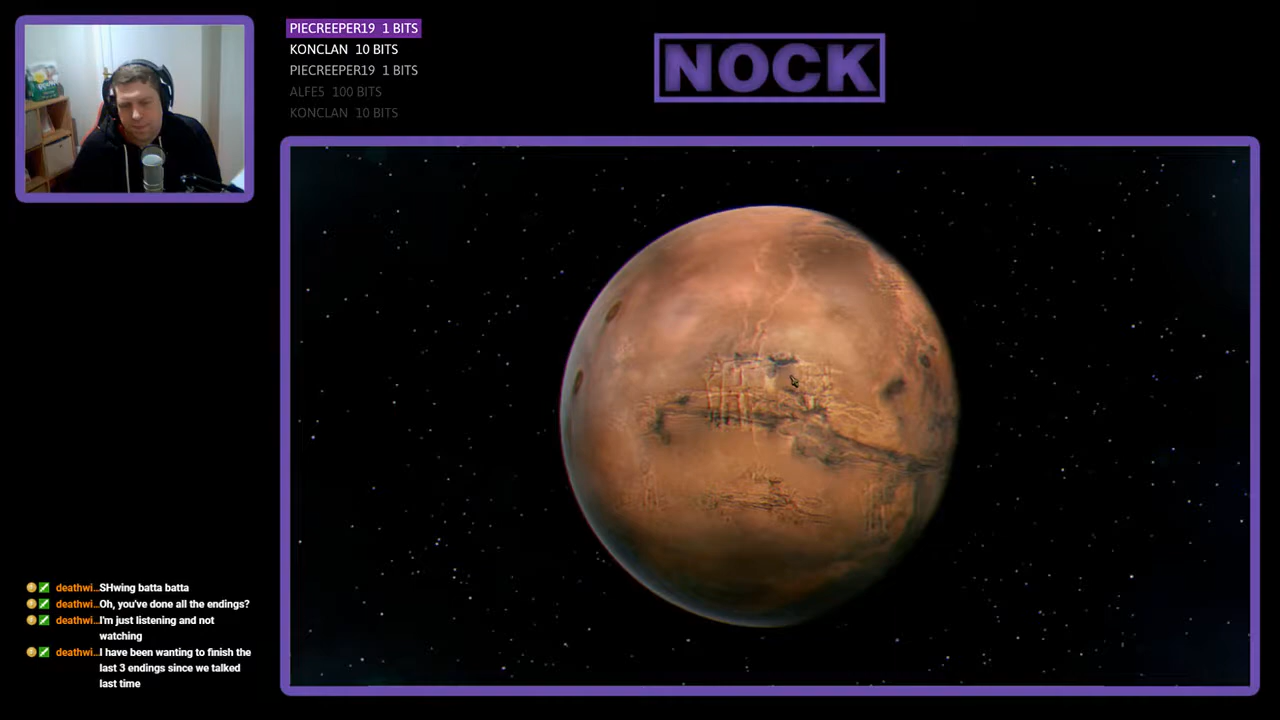 PIECREEPER19 1 BITS
KONCLAN 10 BITS
PIECREEPER19 1 BITS
ALFE5 100 BITS
KONCLAN 10 BITS
NOCK
deathwi...SHwing batta batta
deathwi...Oh, you've done all the endings?
deathwi...I'm just listening and not
watching
deathwi...I have been wanting to finish the
last 3 endings since we talked
last time